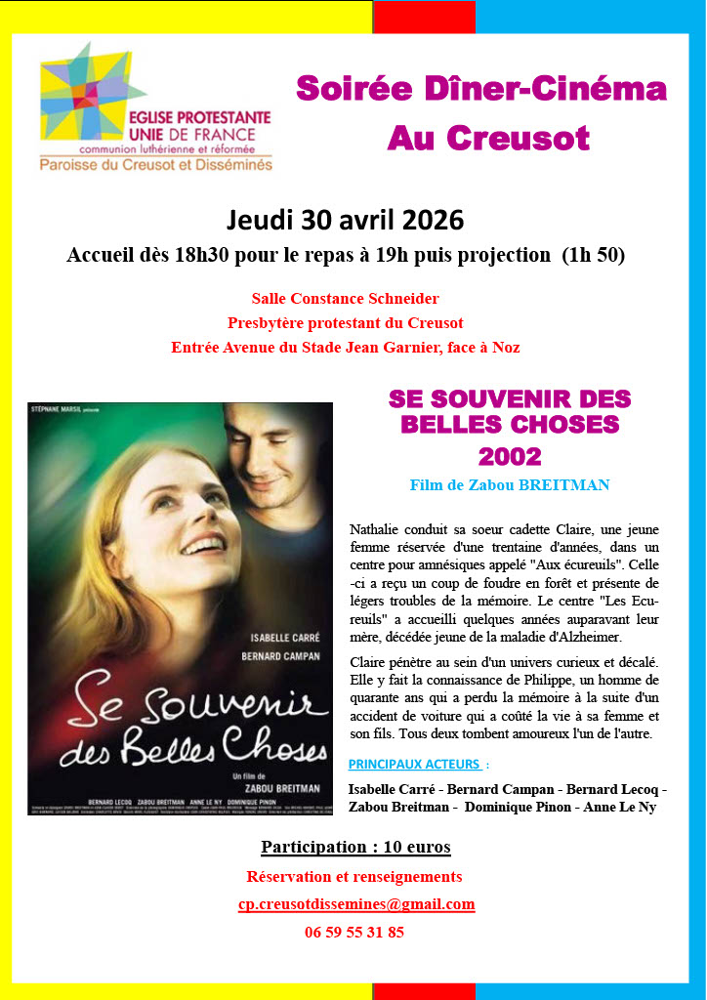 EGLISE PROTESTANTE
UNIE DE FRANCE
communion luthérienne et réformée
Paroisse du Creusot et Disséminés
Soirée Dîner-Cinéma
Au Creusot
Jeudi 30 avril 2026
Accueil dès 18h30 pour le repas à 19h puis projection (1h 50)
Salle Constance Schneider
Presbytère protestant du Creusot
Entrée Avenue du Stade Jean Garnier, face à Noz
STÉPHANE MARSIL présente
ISABELLE CARRÉ
BERNARD CAMPAN
Se souvenir
des Belles Choses
Un film de
ZABOU BREITMAN
BERNARD LECOQ ZABOU BREITMAN ANNE LE NY DOMINIQUE PINON
SE SOUVENIR DES
BELLES CHOSES
2002
Film de Zabou BREITMAN
Nathalie conduit sa soeur cadette Claire, une jeune
femme réservée d'une trentaine d'années, dans un
centre pour amnésiques appelé "Aux écureuils". Celle
-ci a reçu un coup de foudre en forêt et présente de
légers troubles de la mémoire. Le centre "Les Ecu-
reuils" a accueilli quelques années auparavant leur
mère, décédée jeune de la maladie d'Alzheimer.
Claire pénètre au sein d'un univers curieux et décalé.
Elle y fait la connaissance de Philippe, un homme de
quarante ans qui a perdu la mémoire à la suite d'un
accident de voiture qui a coûté la vie à sa femme et
son fils. Tous deux tombent amoureux l'un de l'autre.
PRINCIPAUX ACTEURS :
Isabelle Carré - Bernard Campan - Bernard Lecoq -
Zabou Breitman - Dominique Pinon - Anne Le Ny
Participation : 10 euros
Réservation et renseignements
cp.creusotdissemines@gmail.com
06 59 55 31 85